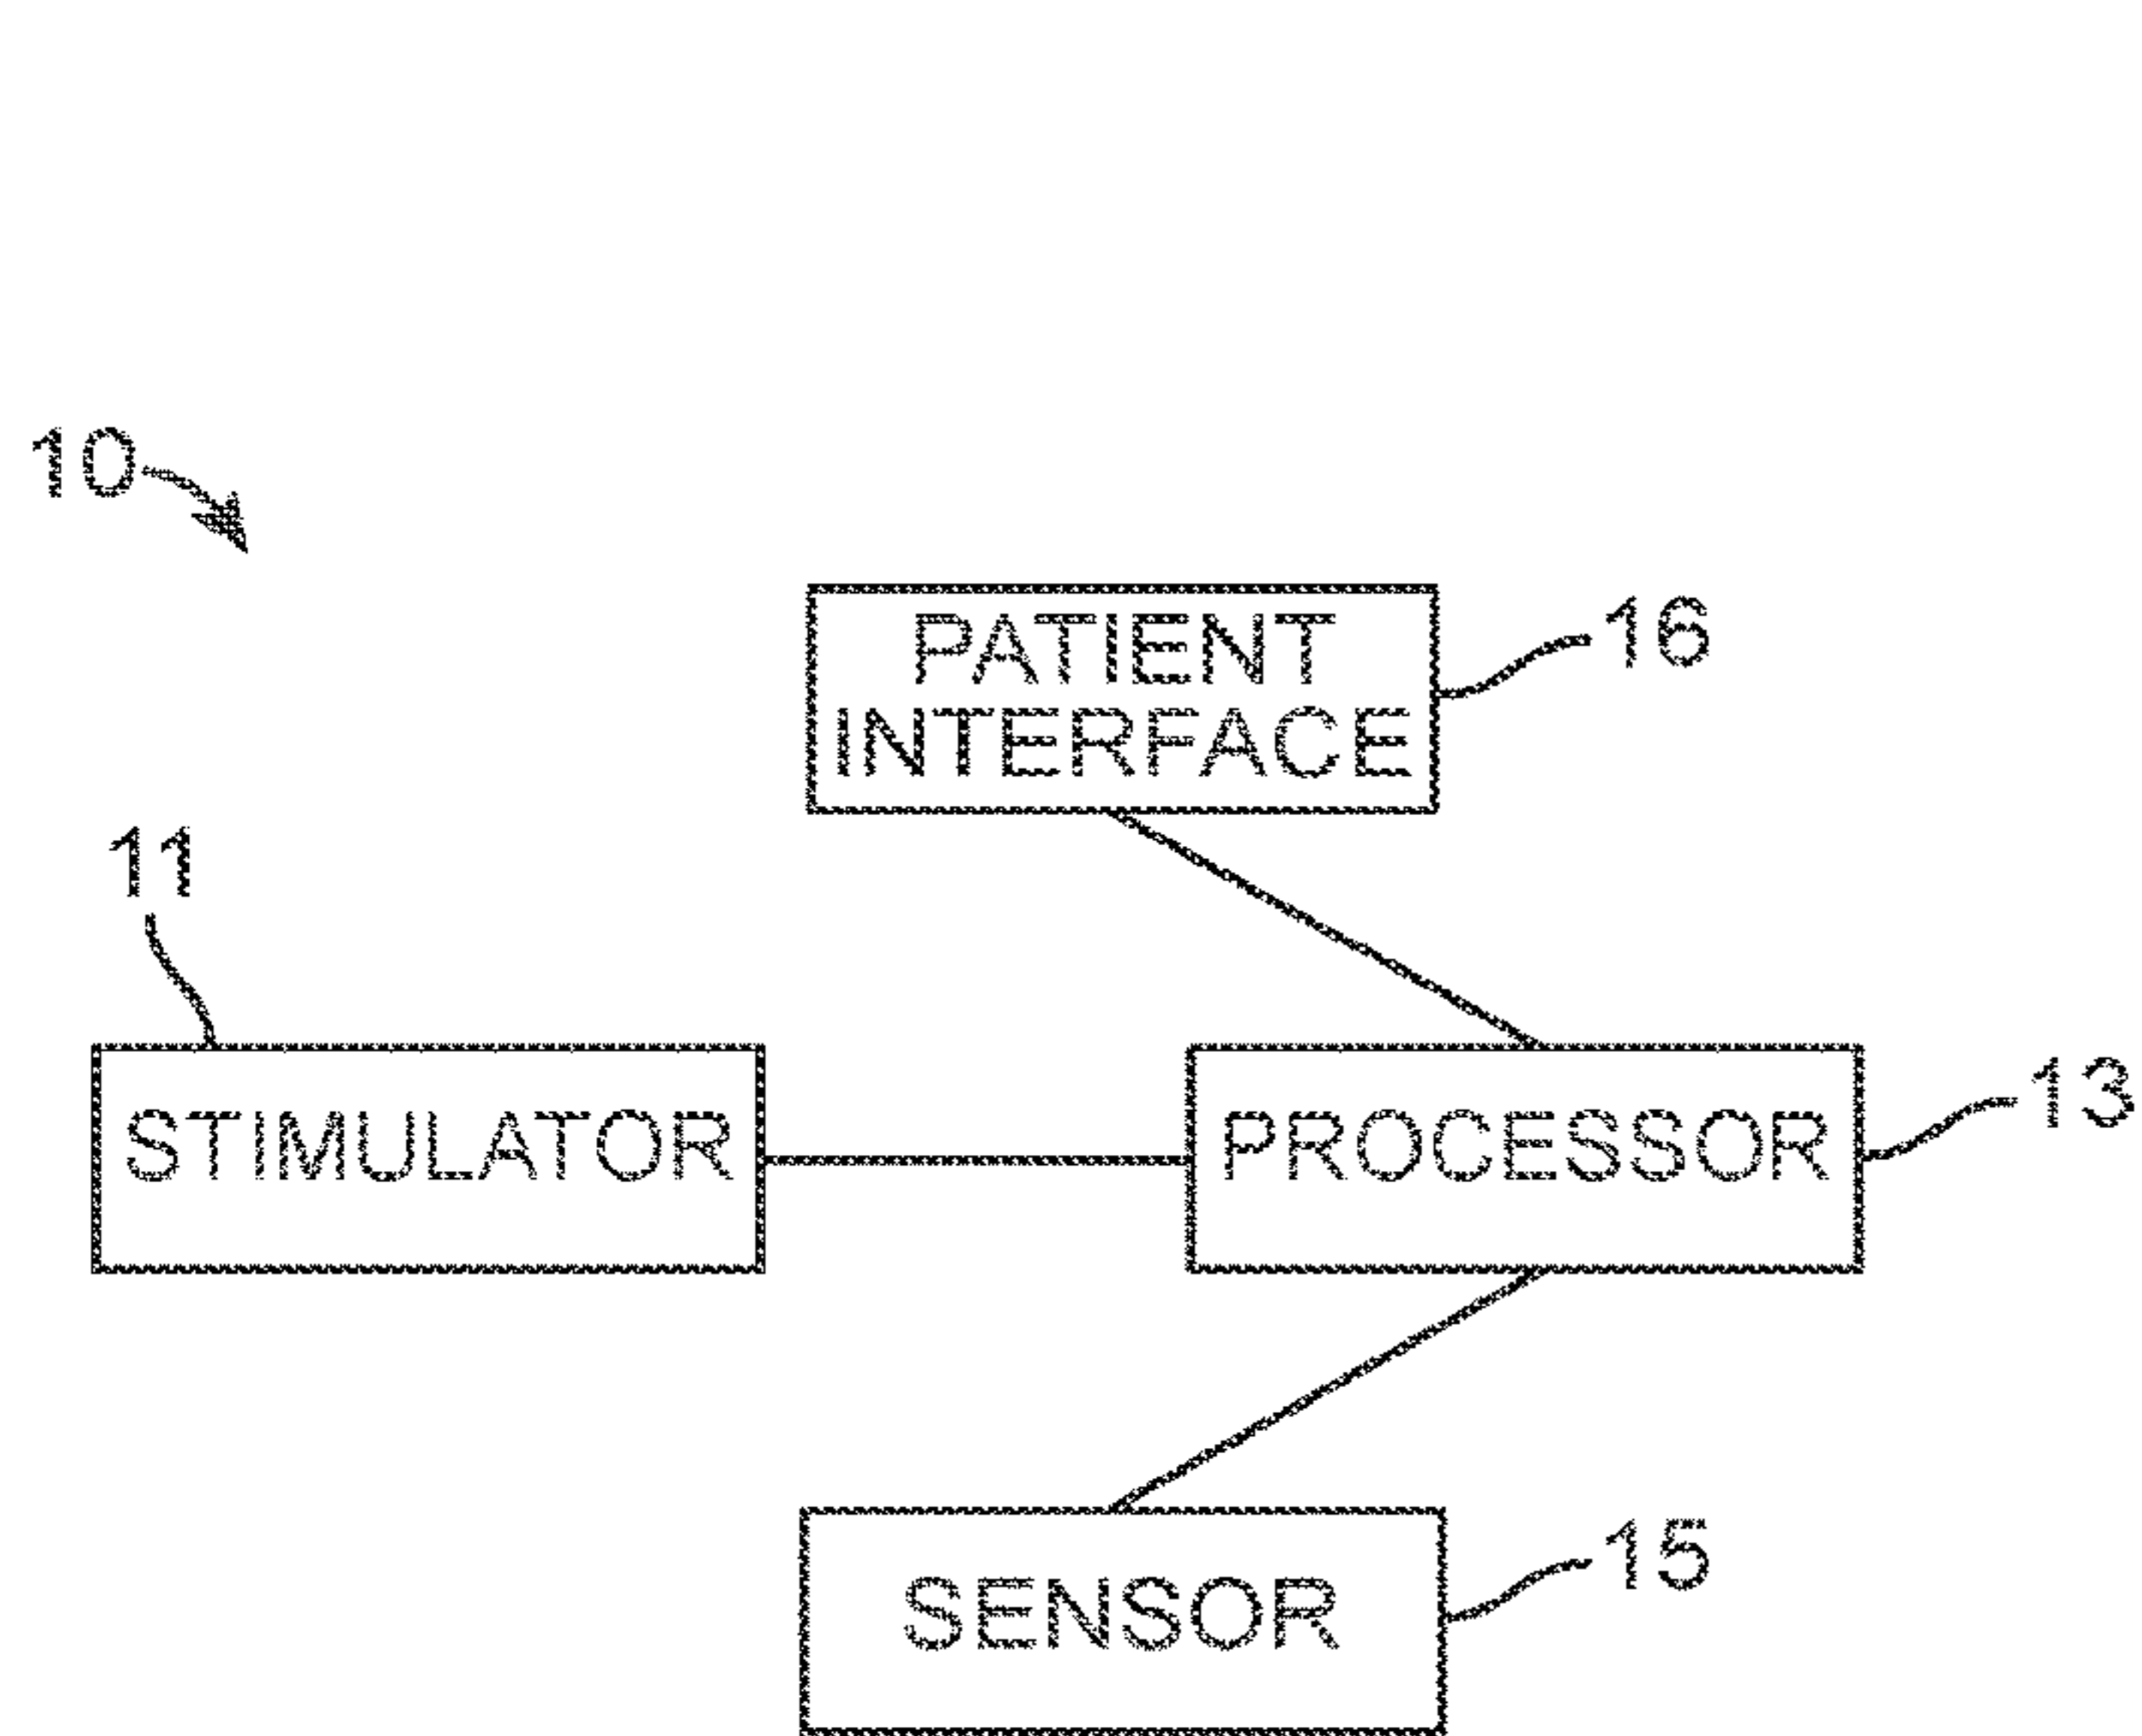 10
PATIENT
INTERFACE
16
11
STIMULATOR
PROCESSOR
13
SENSOR
15